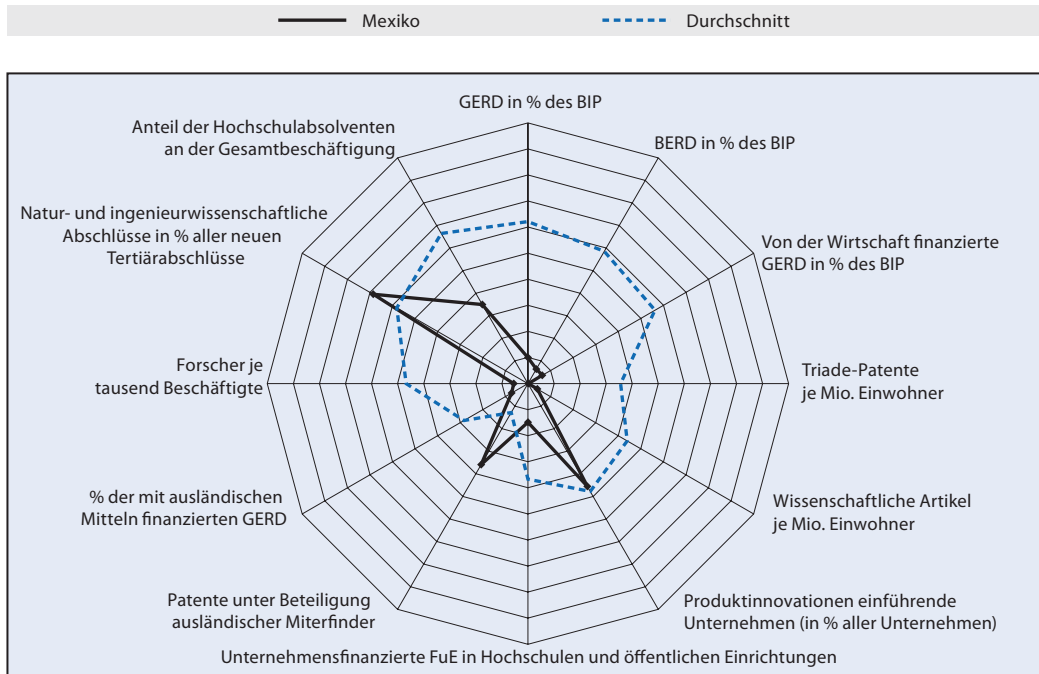 Mexiko
Durchschnitt
GERD in % des BIP
BERD in % des BIP
Von der Wirtschaft finanzierte
GERD in % des BIP
Triade-Patente
je Mio. Einwohner
Wissenschaftliche Artikel
je Mio. Einwohner
Produktinnovationen einführende
Unternehmen (in % aller Unternehmen)
Unternehmensfinanzierte FuE in Hochschulen und öffentlichen Einrichtungen
Patente unter Beteiligung
ausländischer Miterfinder
% der mit ausländischen
Mitteln finanzierten GERD
Forscher je
tausend Beschäftigte
Natur- und ingenieurwissenschaftliche
Abschlüsse in % aller neuen
Tertiärabschlüsse
Anteil der Hochschulabsolventen
an der Gesamtbeschäftigung